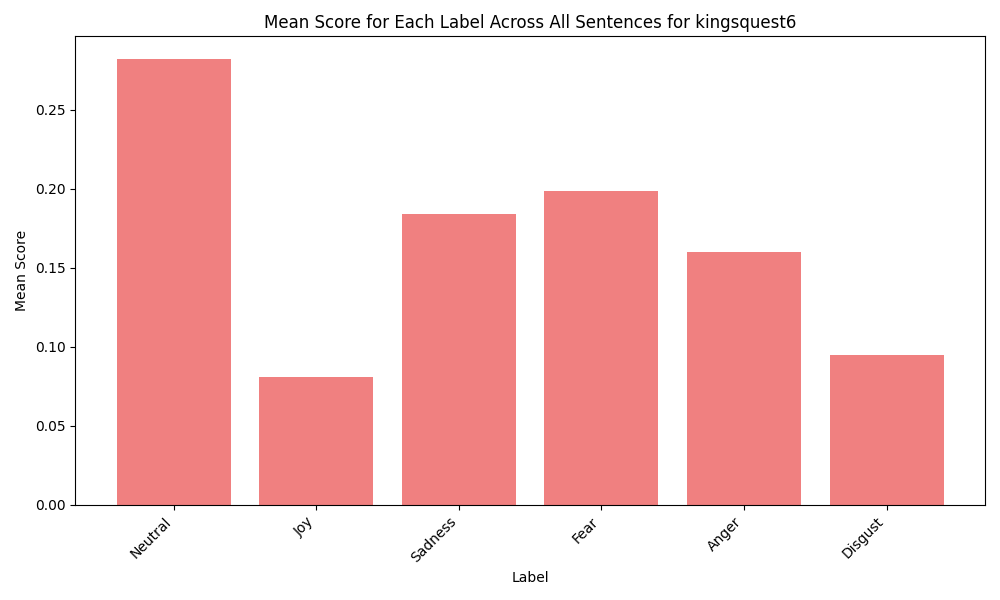 Mean Score for Each Label Across All Sentences for kingsquest6
Mean Score
0.25
0.20
0.15
0.10
0.05
0.00
Neutral
Joy
Sadness
Fear
Anger
Disgust
Label